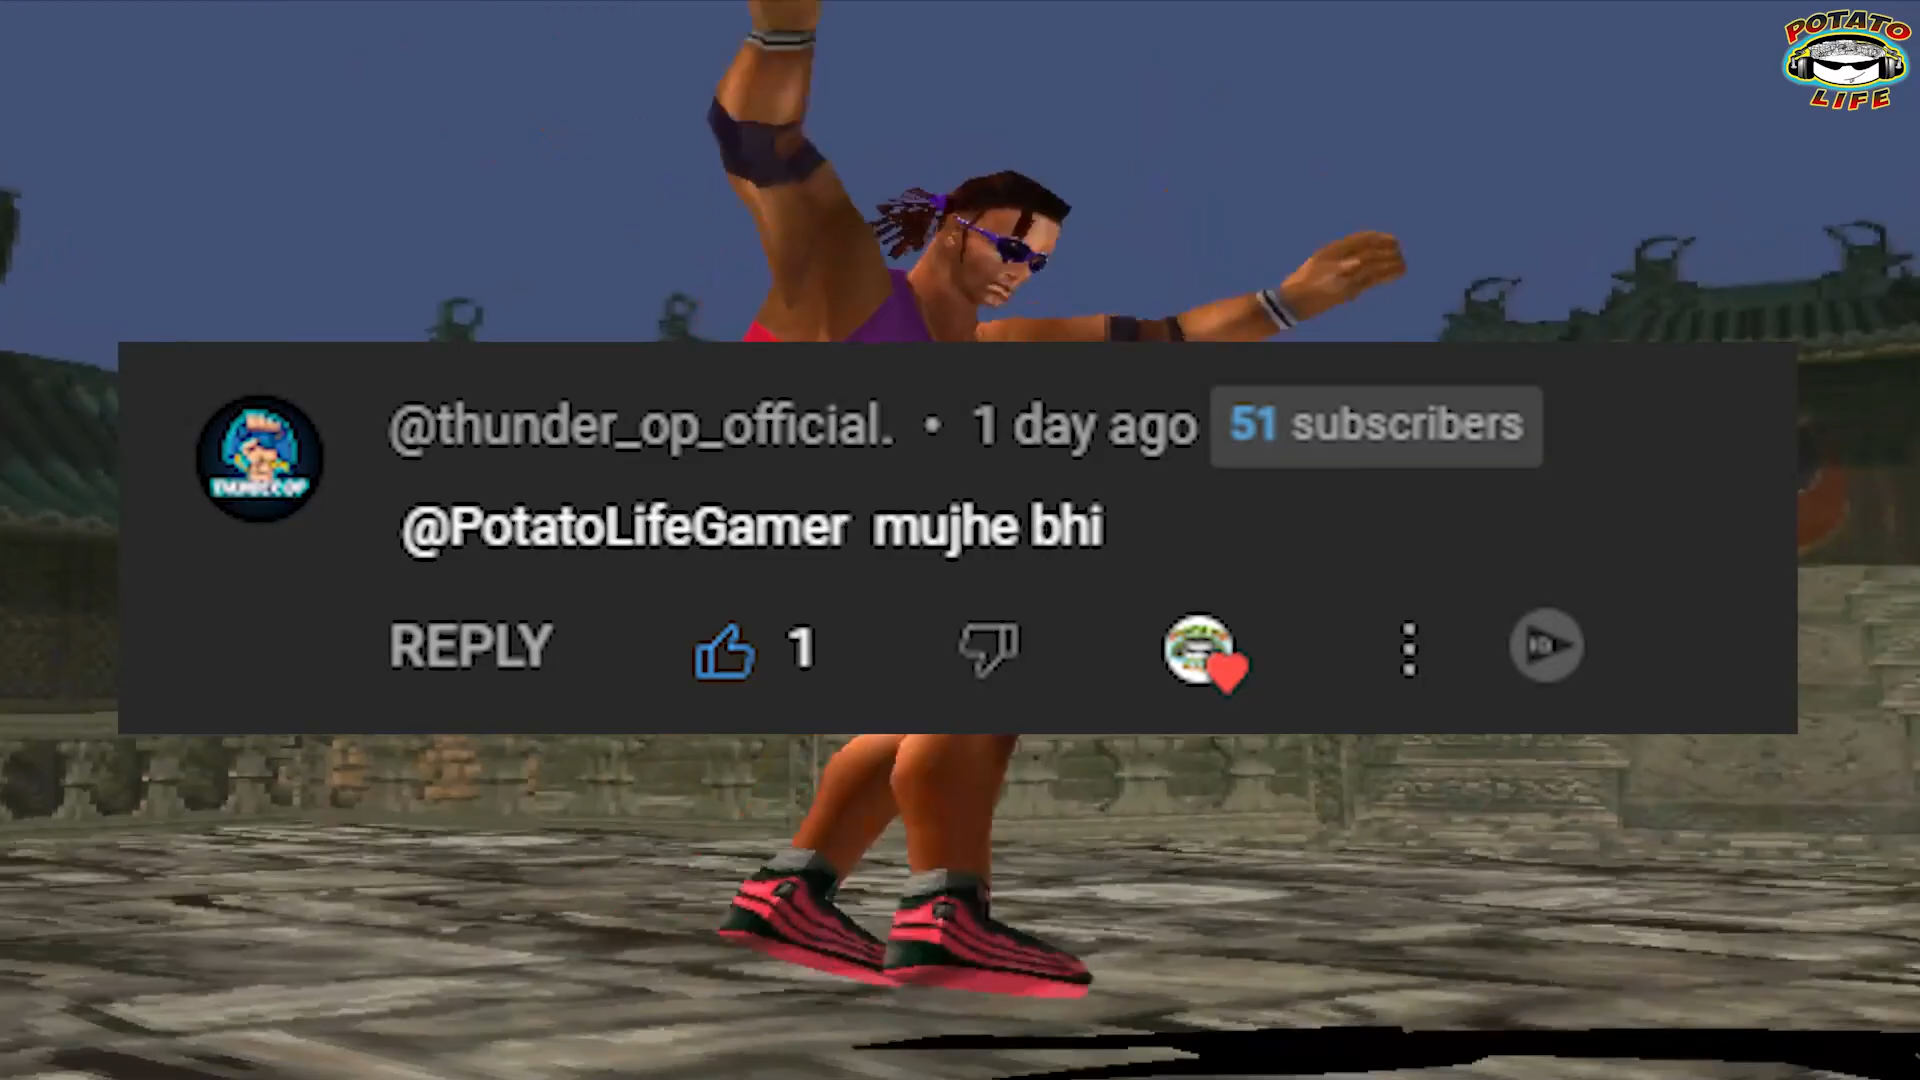 POTATO
LIFE
@thunder_op_official. • 1 day ago 51 subscribers
@PotatoLifeGamer mujhe bhi
REPLY 1